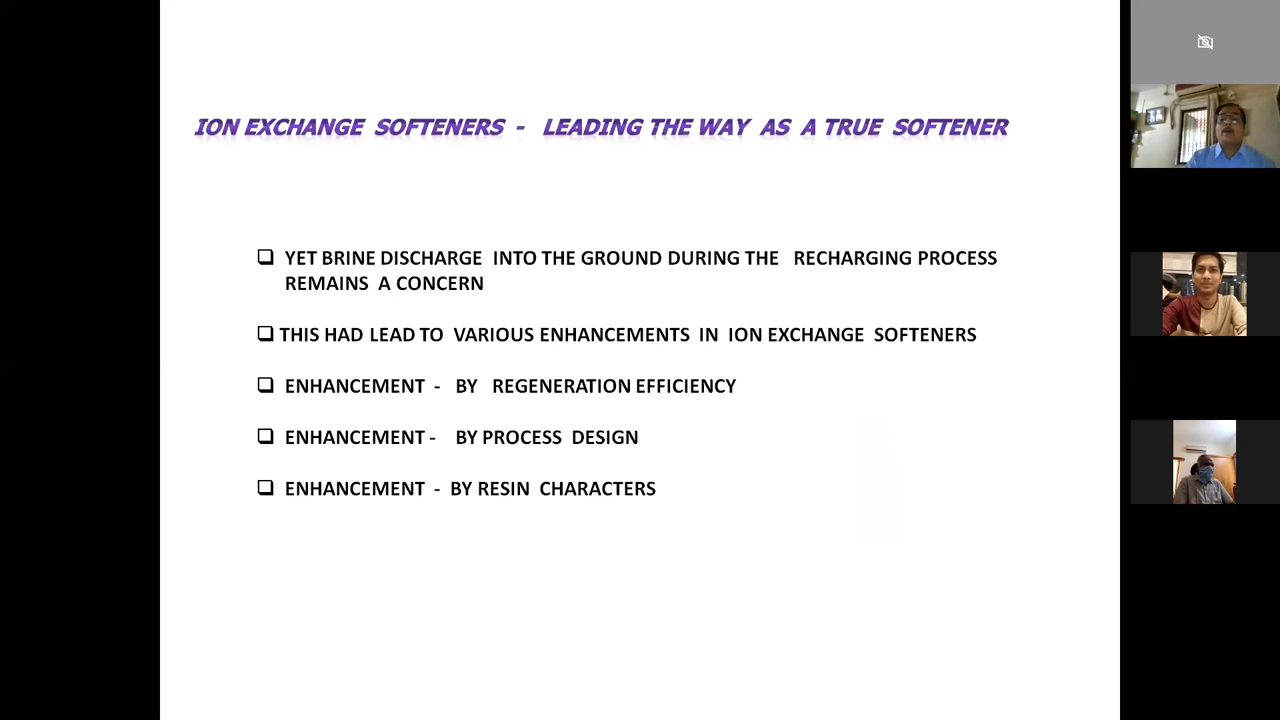 ION EXCHANGE SOFTENERS - LEADING THE WAY AS A TRUE SOFTENER
YET BRINE DISCHARGE INTO THE GROUND DURING THE RECHARGING PROCESS
REMAINS A CONCERN
THIS HAD LEAD TO VARIOUS ENHANCEMENTS IN ION EXCHANGE SOFTENERS
ENHANCEMENT - BY REGENERATION EFFICIENCY
ENHANCEMENT - BY PROCESS DESIGN
ENHANCEMENT - BY RESIN CHARACTERS